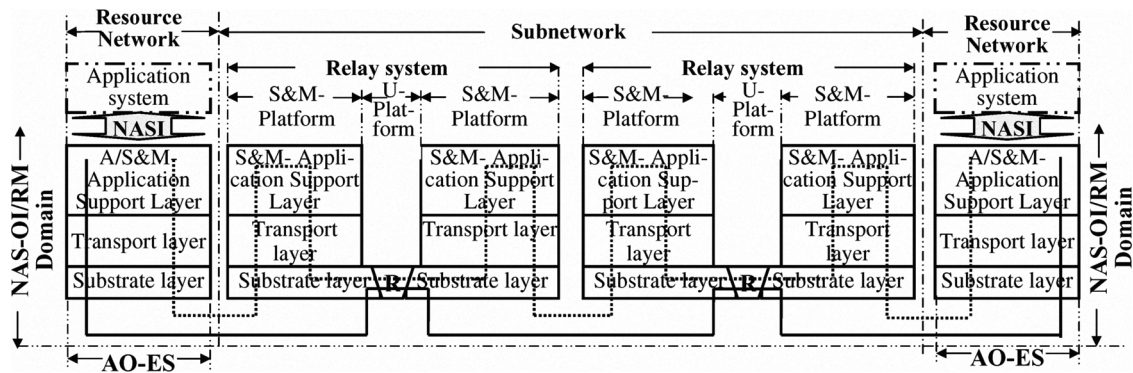 Resource
Network
Subnetwork
Resource
Network
Application
system
Relay system
Relay system
Application
system
S&M-
Platform
U-
Plat-
form
S&M-
Platform
S&M-
Platform
U-
Plat-
form
S&M-
Platform
NASI
NASI
NAS-OI/RM
Domain
A/S&M-
Application
Support Layer
Transport layer
Substrate layer
S&M- Appli-
cation Support
Layer
Transport
layer
S&M- Appli-
cation Support
Layer
Transport layer
Substrate layer
R
Substrate layer
S&M- Appli-
cation Sup-
port Layer
Transport
layer
S&M- Appli-
cation Support
Layer
Transport
layer
Substrate layer
R
Substrate layer
A/S&M-
Application
Support Layer
Transport layer
Substrate layer
NAS-OI/RM
Domain
AO-ES
AO-ES